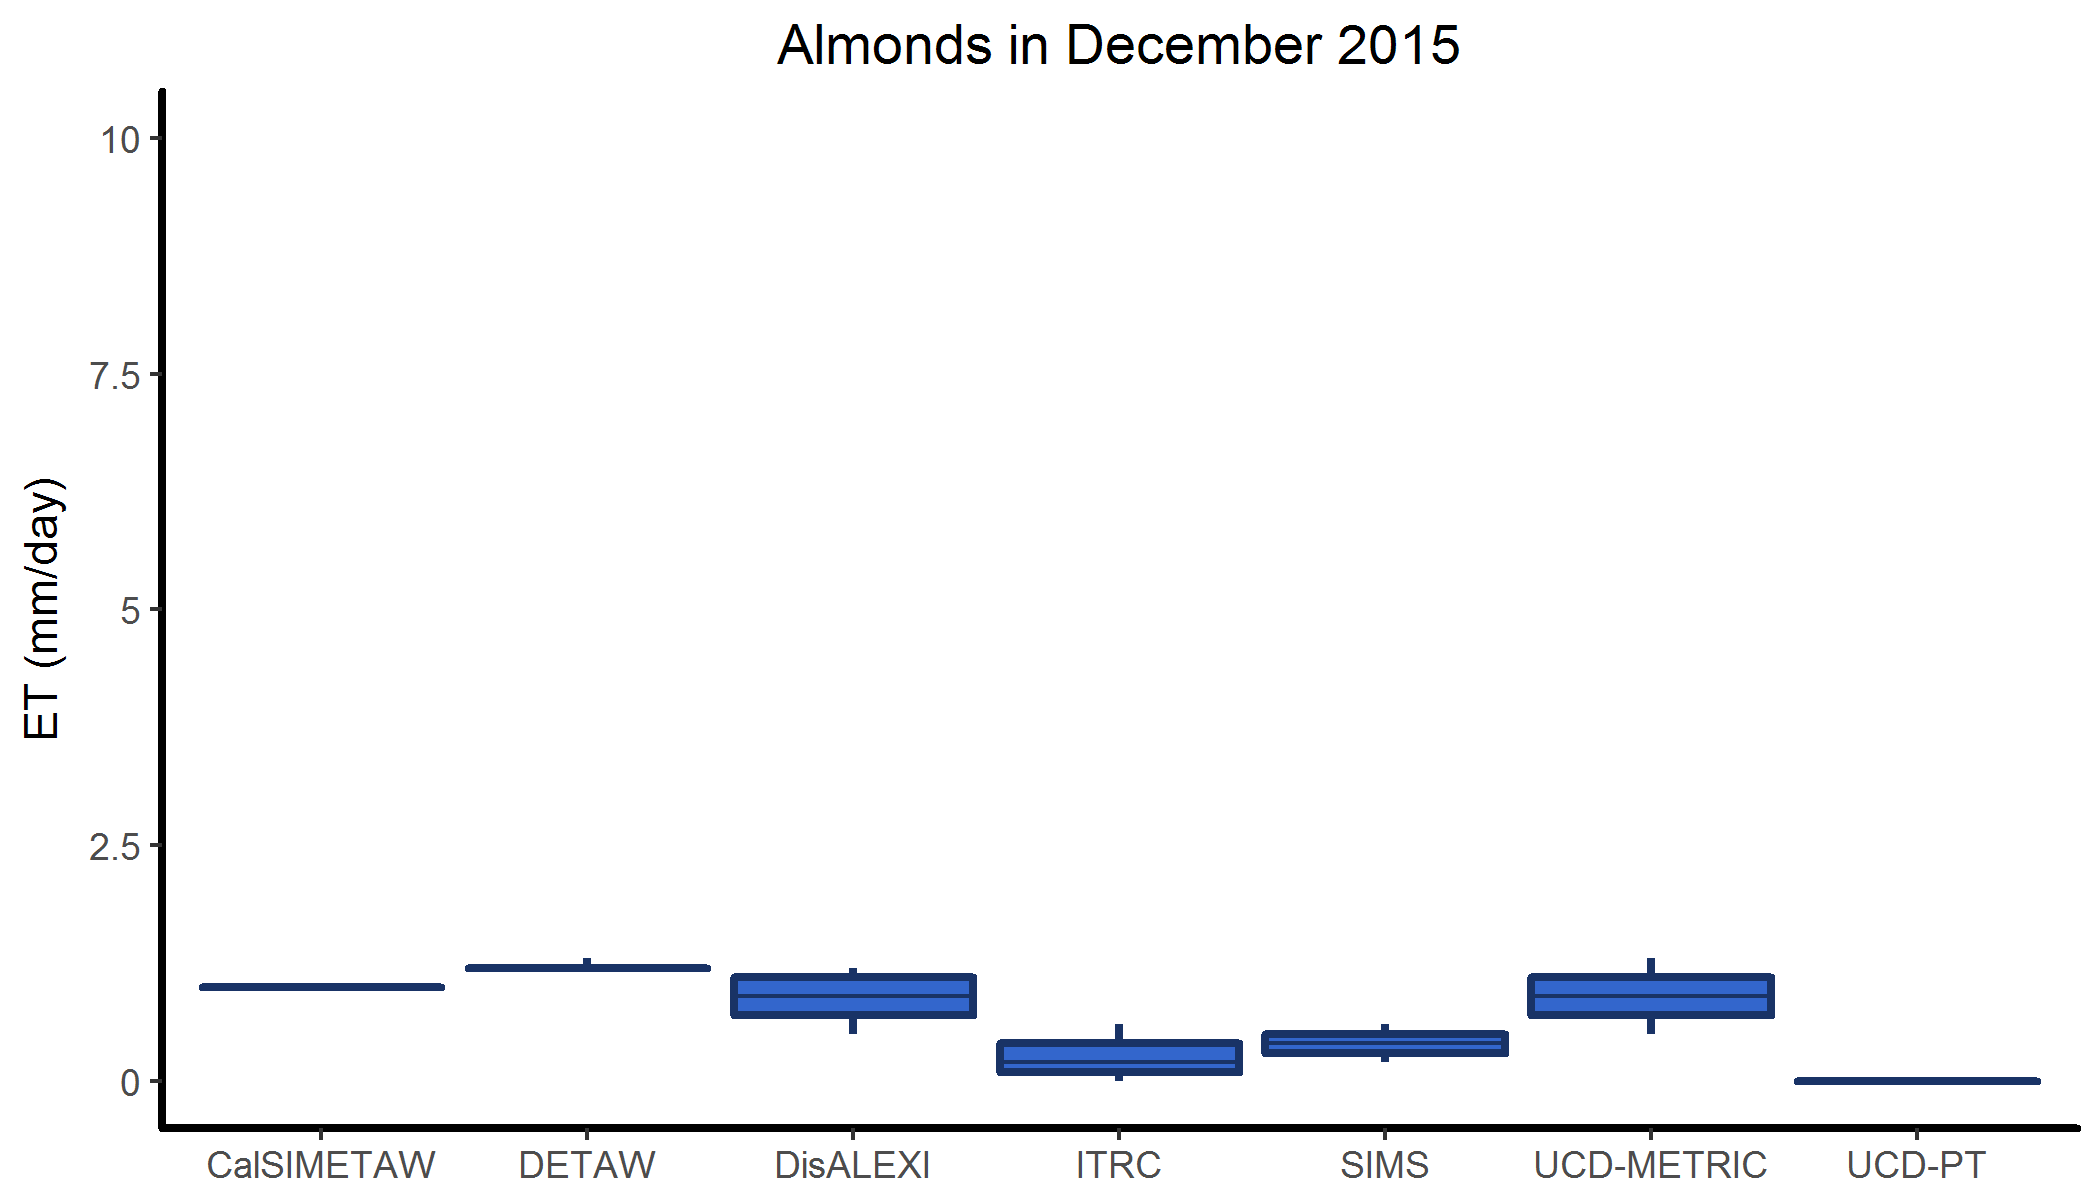 Almonds in December 2015
ET (mm/day)
10
7.5
5
2.5
0
CalSIMETAW DETAW DisALEXI ITRC SIMS UCD-METRIC UCD-PT